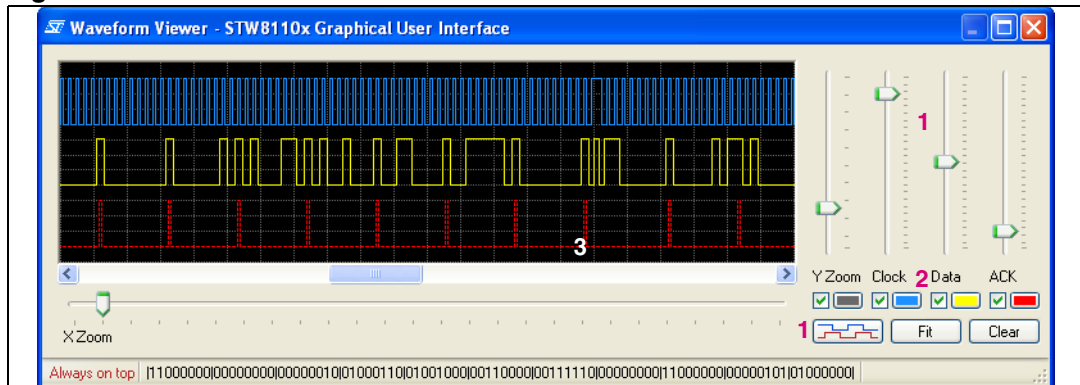 Waveform Viewer - STW8110x Graphical User Interface
1
3
Y Zoom Clock 2 Data ACK
X Zoom
1 Fit Clear
Always on top |11000000|00000000|00000010|01000110|01001000|00110000|00111110|00000000|11000000|00000101|01000000|